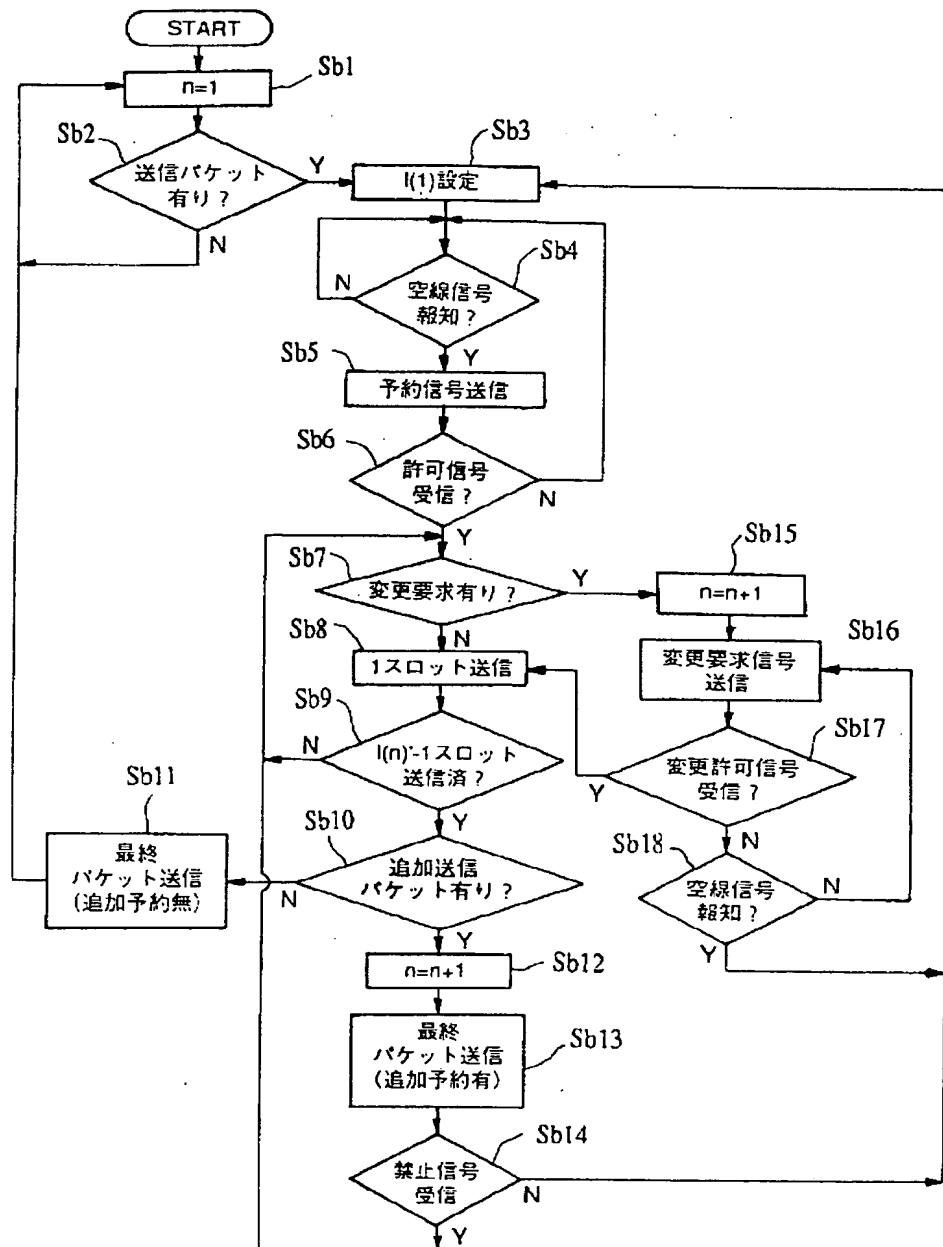 START
Sb1
n=1
Sb2
送信パケット
有り？
Y
N
Sb3
l(1)設定
Sb4
空線信号
報知？
N
Y
Sb5
予約信号送信
Sb6
許可信号
受信？
N
Y
Sb7
変更要求有り？
Y
N
Sb15
n=n+1
Sb8
1スロット送信
Sb16
変更要求信号
送信
Sb9
l(n)-1スロット
送信済？
N
Y
Sb17
変更許可信号
受信？
Y
N
Sb10
追加送信
パケット有り？
N
Y
Sb11
最終
パケット送信
(追加予約無)
Sb18
空線信号
報知？
N
Y
Sb12
n=n+1
Sb13
最終
パケット送信
(追加予約有)
Sb14
禁止信号
受信
N
Y